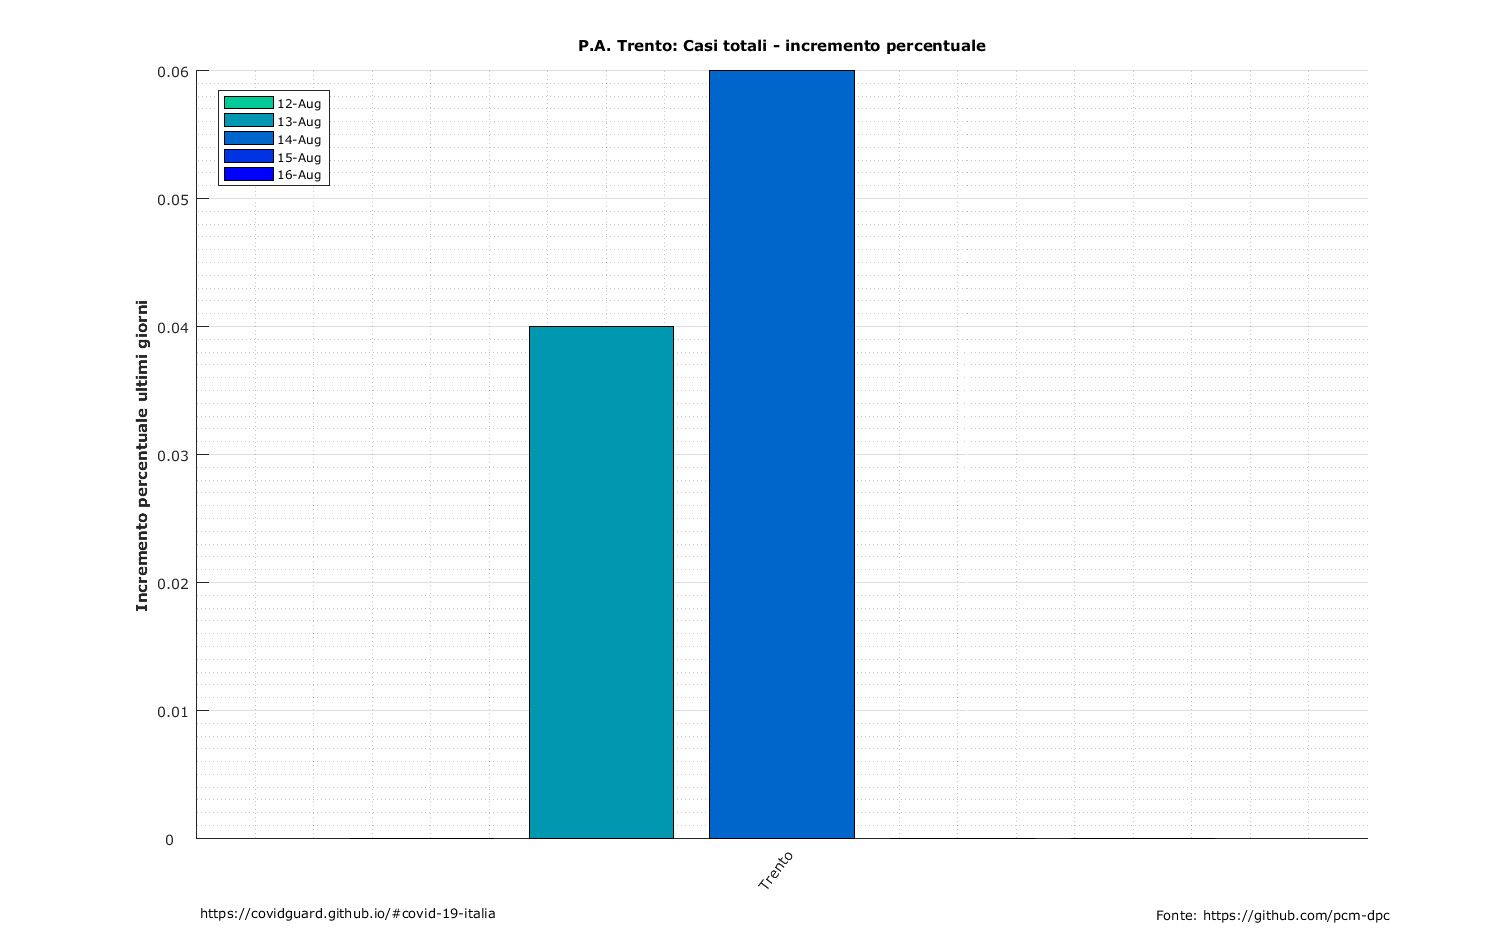 P.A. Trento: Casi totali - incremento percentuale
0.06
12-Aug
13-Aug
14-Aug
15-Aug
16-Aug
0.05
0.04
0.03
0.02
0.01
0
Incremento percentuale ultimi giorni
Trento
https://covidguard.github.io/#covid-19-italia
Fonte: https://github.com/pcm-dpc